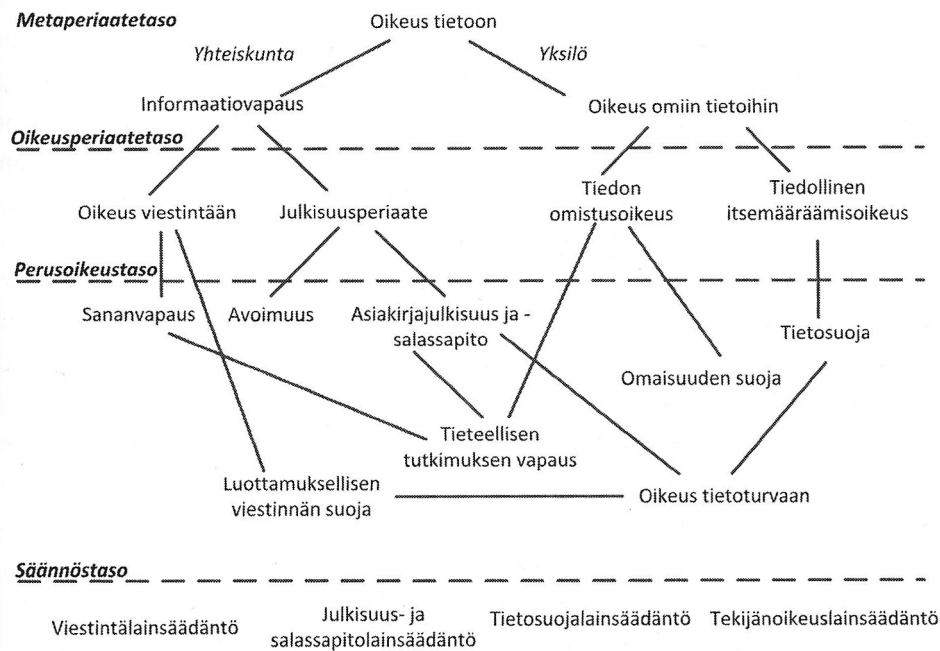 Metaperiaatetaso
Oikeus tietoon
Yhteiskunta
Yksilö
Informaatiovapaus
Oikeus omiin tietoihin
Oikeusperiaatetaso
Oikeus viestintään
Julkisuusperiaate
Tiedon
omistusoikeus
Tiedollinen
itsemääräämisoikeus
Perusoikeustaso
Sananvapaus
Avoimuus
Asiakirjajulkisuus ja -
salassapito
Tietosuoja
Omaisuuden suoja
Tieteellisen
tutkimuksen vapaus
Luottamuksellisen
viestinnän suoja
Oikeus tietoturvaan
Säännöstaso
Viestintälainsäädäntö
Julkisuus- ja
salassapitolainsäädäntö
Tietosuojalainsäädäntö
Tekijänoikeuslainsäädäntö